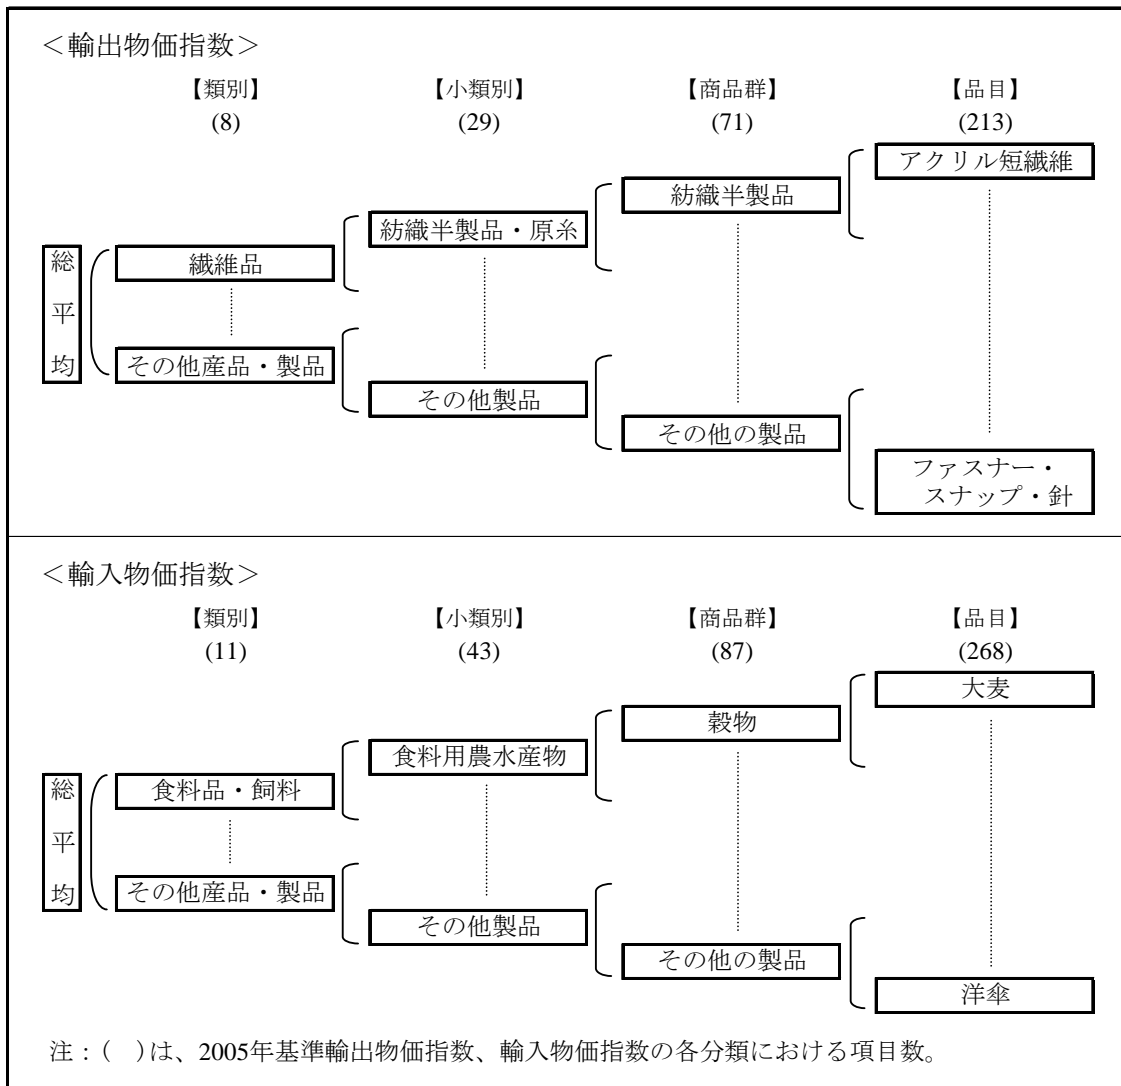 ＜輸出物価指数＞
【類別】 【小類別】 【商品群】 【品目】
(8) (29) (71) (213)
アクリル短繊維
紡織半製品
紡織半製品・原糸
繊維品
総平均
その他産品・製品
その他製品
その他の製品
ファスナー・
スナップ・針
＜輸入物価指数＞
【類別】 【小類別】 【商品群】 【品目】
(11) (43) (87) (268)
大麦
穀物
食料用農水産物
食料品・飼料
総平均
その他産品・製品
その他製品
その他の製品
洋傘
注：(　)は、2005年基準輸出物価指数、輸入物価指数の各分類における項目数。